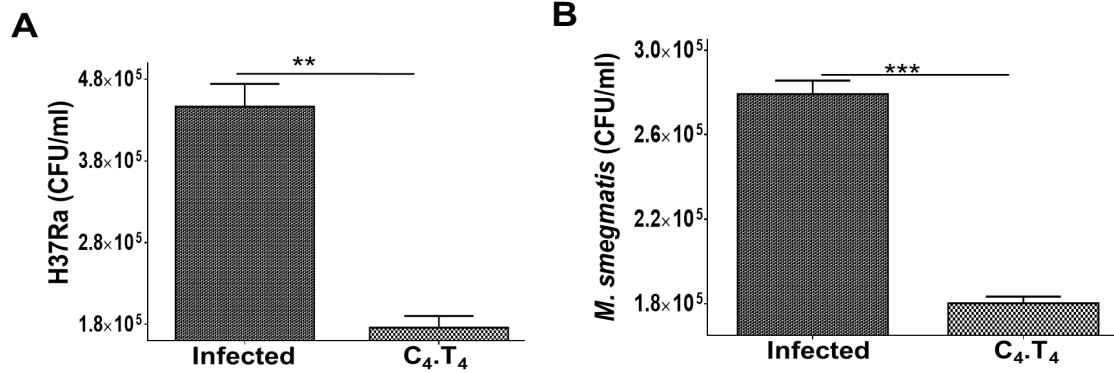 A
H37Ra (CFU/ml)
4.8×10⁵
3.8×10⁵
2.8×10⁵
1.8×10⁵
**
Infected
C₄.T₄
B
M. smegmatis (CFU/ml)
3.0×10⁵
2.6×10⁵
2.2×10⁵
1.8×10⁵
***
Infected
C₄.T₄